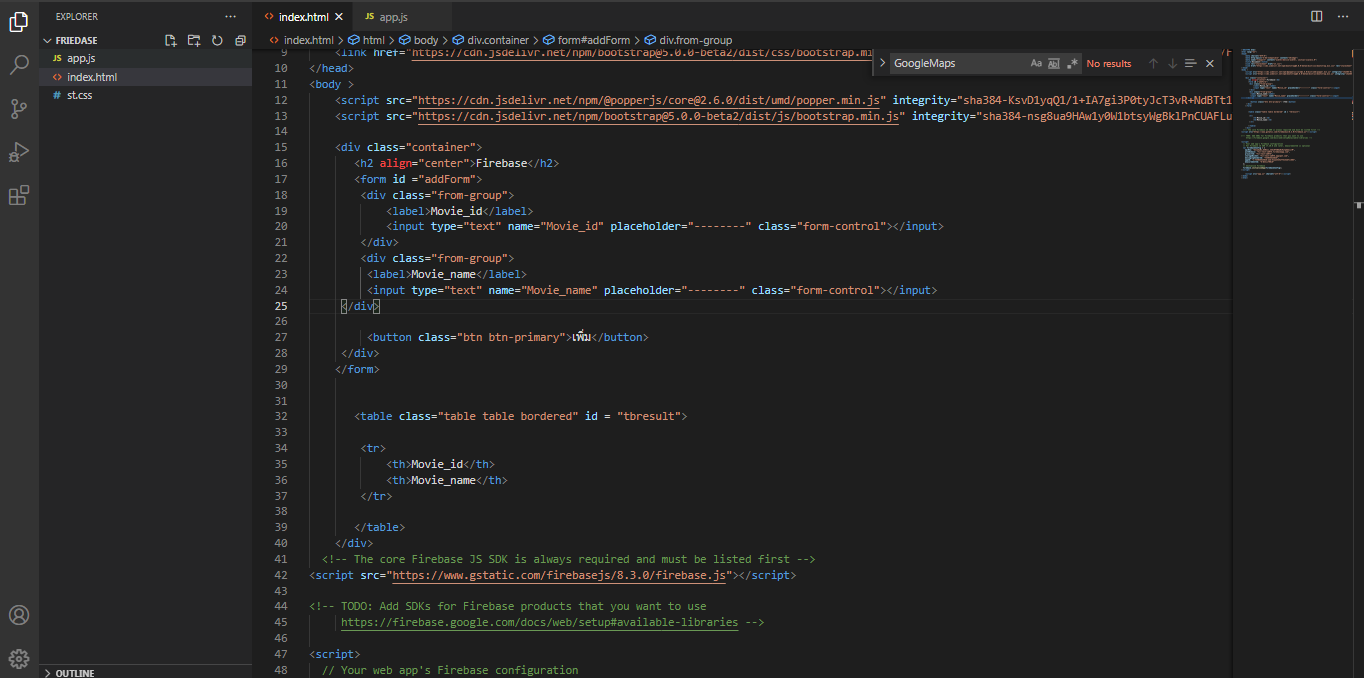 EXPLORER
FRIEDASE
JS app.js
<> index.html
# st.css
OUTLINE
<> index.html
JS app.js
<> index.html > html > body > div.container > form#addForm > div.from-group
GoogleMaps Aa ab .* No results
9 <link href="https://cdn.jsdelivr.net/npm/bootstrap@5.0.0-beta2/dist/css/bootstrap.mi
10 </head>
11 <body >
12 <script src="https://cdn.jsdelivr.net/npm/@popperjs/core@2.6.0/dist/umd/popper.min.js" integrity="sha384-KsvD1yqQ1/1+IA7gi3P0tyJcT3vR+NdBTt1
13 <script src="https://cdn.jsdelivr.net/npm/bootstrap@5.0.0-beta2/dist/js/bootstrap.min.js" integrity="sha384-nsg8ua9HAw1y0W1btsyWgBklPnCUAFLu
14
15 <div class="container">
16 <h2 align="center">Firebase</h2>
17 <form id ="addForm">
18 <div class="from-group">
19 <label>Movie_id</label>
20 <input type="text" name="Movie_id" placeholder="--------" class="form-control"></input>
21 </div>
22 <div class="from-group">
23 <label>Movie_name</label>
24 <input type="text" name="Movie_name" placeholder="--------" class="form-control"></input>
25 </div>
26
27 <button class="btn btn-primary">เพิ่ม</button>
28 </div>
29 </form>
30
31
32 <table class="table table bordered" id = "tbresult">
33
34 <tr>
35 <th>Movie_id</th>
36 <th>Movie_name</th>
37 </tr>
38
39 </table>
40 </div>
41 <!-- The core Firebase JS SDK is always required and must be listed first -->
42 <script src="https://www.gstatic.com/firebasejs/8.3.0/firebase.js"></script>
43
44 <!-- TODO: Add SDKs for Firebase products that you want to use
45 https://firebase.google.com/docs/web/setup#available-libraries -->
46
47 <script>
48 // Your web app's Firebase configuration